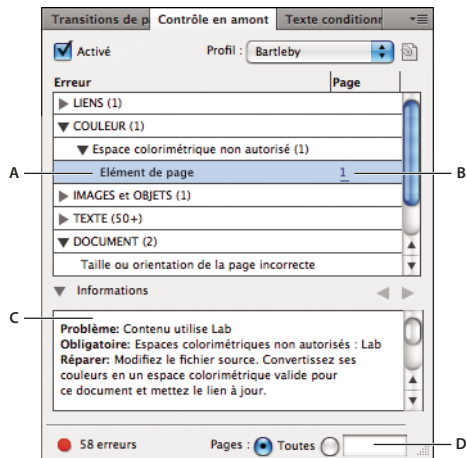 Transitions de p Contrôle en amont Texte conditionn
Activé Profil : Bartleby
Erreur Page
LIENS (1)
COULEUR (1)
Espace colorimétrique non autorisé (1)
A Elément de page 1 B
IMAGES et OBJETS (1)
TEXTE (50+)
DOCUMENT (2)
Taille ou orientation de la page incorrecte
Informations
C
Problème: Contenu utilise Lab
Obligatoire: Espaces colorimétriques non autorisés : Lab
Réparer: Modifiez le fichier source. Convertissez ses
couleurs en un espace colorimétrique valide pour
ce document et mettez le lien à jour.
58 erreurs Pages : Toutes D